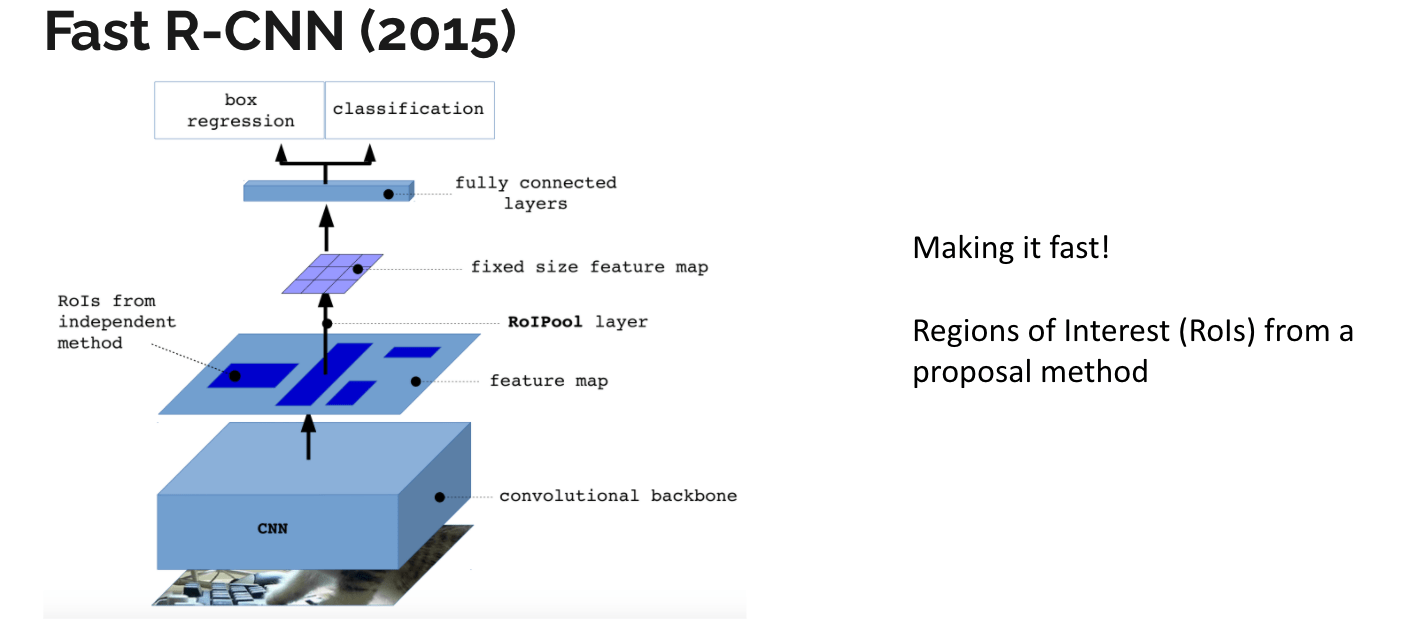 Fast R-CNN (2015)
box
regression
classification
fully connected
layers
fixed size feature map
RoIs from
independent
method
RoIPool layer
feature map
convolutional backbone
CNN
Making it fast!
Regions of Interest (RoIs) from a
proposal method